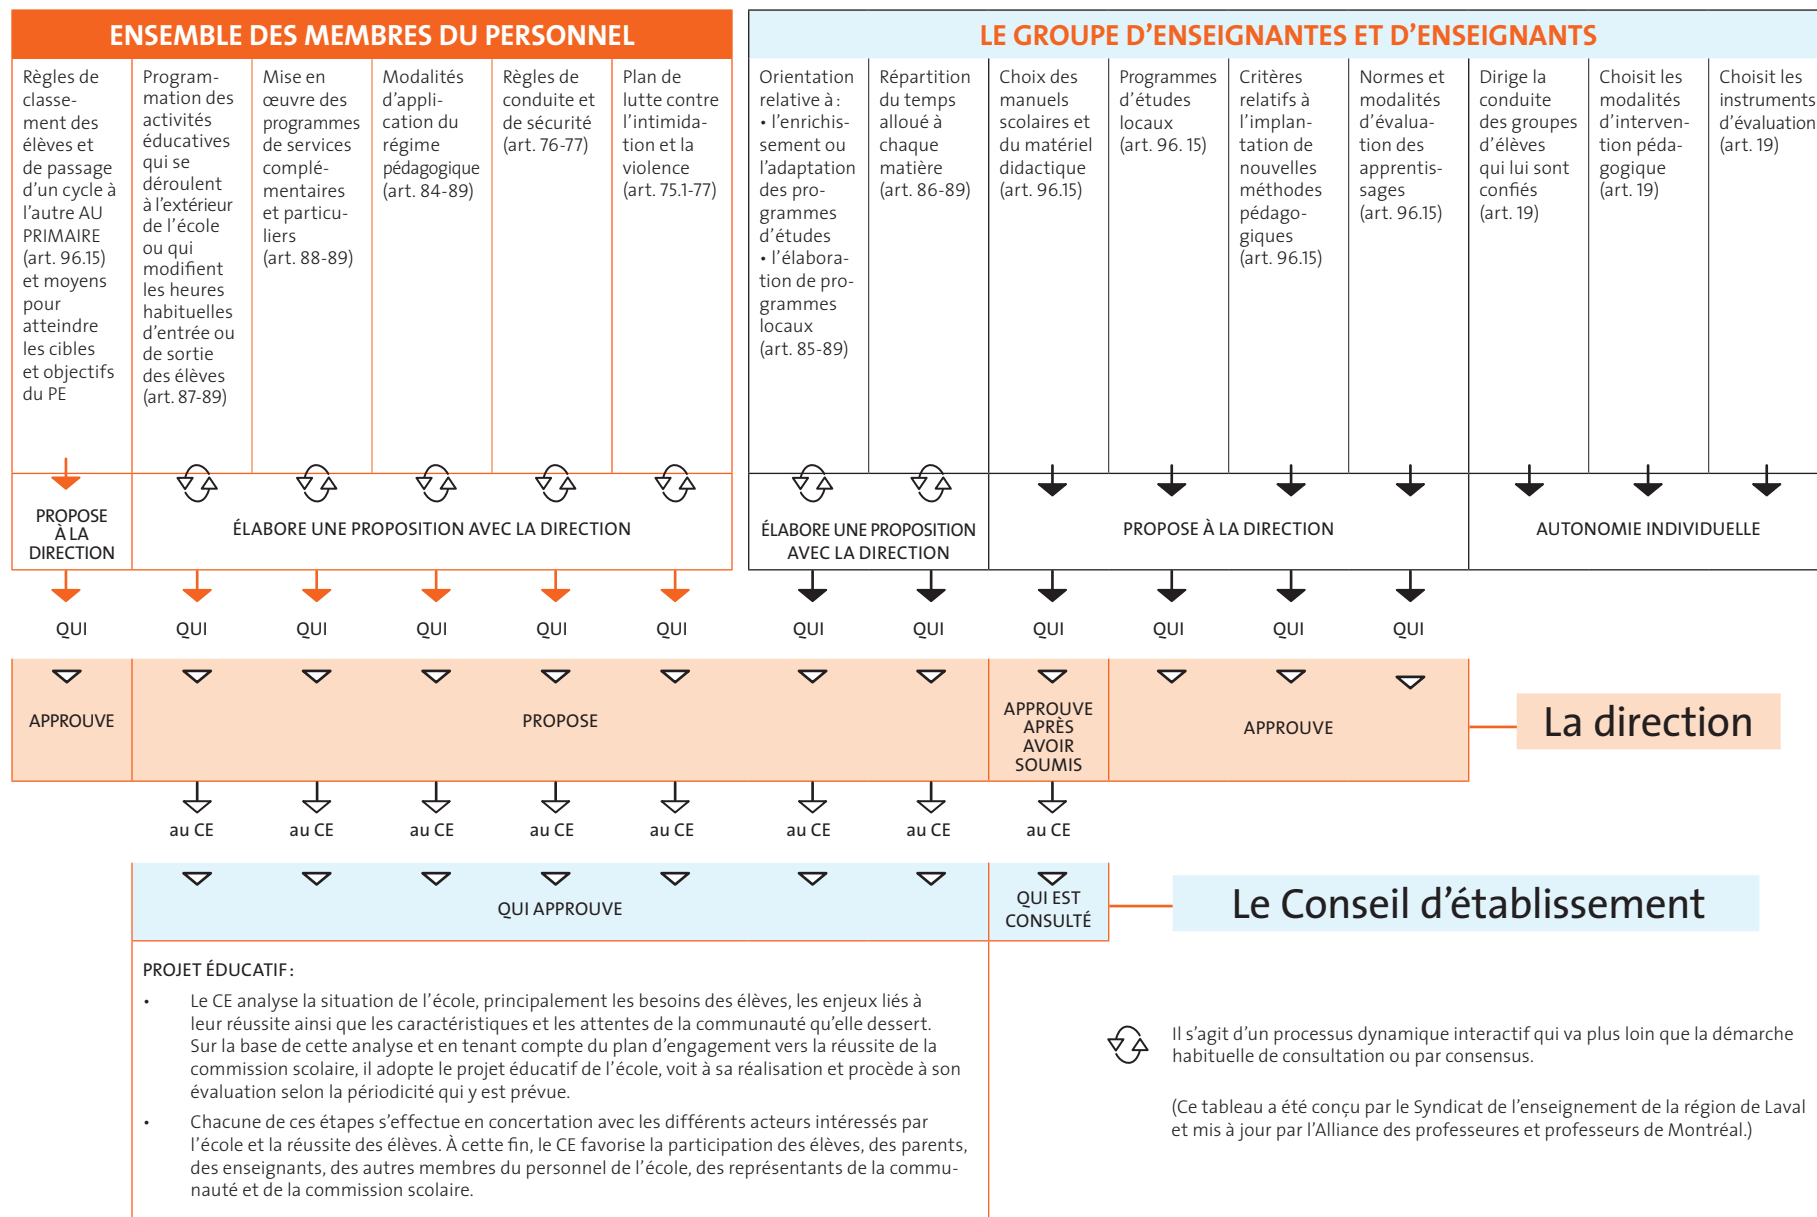 ENSEMBLE DES MEMBRES DU PERSONNEL
Règles de
classe-
ment des
élèves et
de passage
d'un cycle à
l'autre AU
PRIMAIRE
(art. 96.15)
et moyens
pour
atteindre
les cibles
et objectifs
du PE
Program-
mation des
activités
éducatives
qui se
déroulent
à l'extérieur
de l'école
ou qui
modifient
les heures
habituelles
d'entrée ou
de sortie
des élèves
(art. 87-89)
Mise en
œuvre des
programmes
de services
complé-
mentaires
et particu-
liers
(art. 88-89)
Modalités
d'appli-
cation du
régime
pédagogique
(art. 84-89)
Règles de
conduite et
de sécurité
(art. 76-77)
Plan de
lutte contre
l'intimida-
tion et la
violence
(art. 75.1-77)
LE GROUPE D'ENSEIGNANTES ET D'ENSEIGNANTS
Orientation
relative à :
• l'enrichis-
sement ou
l'adaptation
des pro-
grammes
d'études
• l'élabora-
tion de pro-
grammes
locaux
(art. 85-89)
Répartition
du temps
alloué à
chaque
matière
(art. 86-89)
Choix des
manuels
scolaires et
du matériel
didactique
(art. 96.15)
Programmes
d'études
locaux
(art. 96. 15)
Critères
relatifs à
l'implan-
tation de
nouvelles
méthodes
pédago-
giques
(art. 96.15)
Normes et
modalités
d'évalua-
tion des
apprentis-
sages
(art. 96.15)
Dirige la
conduite
des groupes
d'élèves
qui lui sont
confiés
(art. 19)
Choisit les
modalités
d'interven-
tion péda-
gogique
(art. 19)
Choisit les
instruments
d'évaluation
(art. 19)
PROPOSE
À LA
DIRECTION
ÉLABORE UNE PROPOSITION AVEC LA DIRECTION
ÉLABORE UNE PROPOSITION
AVEC LA DIRECTION
PROPOSE À LA DIRECTION
AUTONOMIE INDIVIDUELLE
QUI QUI QUI QUI QUI QUI QUI QUI QUI QUI QUI QUI
APPROUVE
PROPOSE
APPROUVE
APRÈS
AVOIR
SOUMIS
APPROUVE
La direction
au CE au CE au CE au CE au CE au CE au CE au CE
QUI APPROUVE
QUI EST
CONSULTÉ
Le Conseil d'établissement
PROJET ÉDUCATIF :
• Le CE analyse la situation de l'école, principalement les besoins des élèves, les enjeux liés à
leur réussite ainsi que les caractéristiques et les attentes de la communauté qu'elle dessert.
Sur la base de cette analyse et en tenant compte du plan d'engagement vers la réussite de la
commission scolaire, il adopte le projet éducatif de l'école, voit à sa réalisation et procède à son
évaluation selon la périodicité qui y est prévue.
• Chacune de ces étapes s'effectue en concertation avec les différents acteurs intéressés par
l'école et la réussite des élèves. À cette fin, le CE favorise la participation des élèves, des parents,
des enseignants, des autres membres du personnel de l'école, des représentants de la commu-
nauté et de la commission scolaire.
Il s'agit d'un processus dynamique interactif qui va plus loin que la démarche
habituelle de consultation ou par consensus.
(Ce tableau a été conçu par le Syndicat de l'enseignement de la région de Laval
et mis à jour par l'Alliance des professeures et professeurs de Montréal.)